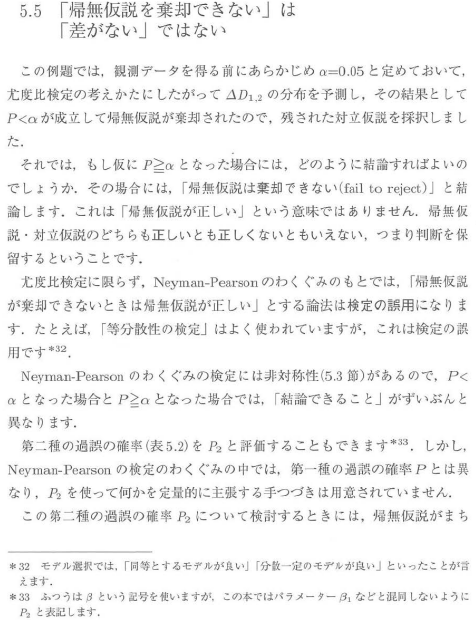 5.5 「帰無仮説を棄却できない」は
「差がない」ではない
この例題では，観測データを得る前にあらかじめ α=0.05 と定めておいて，
尤度比検定の考えかたにしたがって ΔD1,2 の分布を予測し，その結果として
P<α が成立して帰無仮説が棄却されたので，残された対立仮説を採択しまし
た．
それでは，もし仮に P≧α となった場合には，どのように結論すればよいの
でしょうか．その場合には，「帰無仮説は棄却できない(fail to reject)」と結
論します．これは「帰無仮説が正しい」という意味ではありません．帰無仮
説・対立仮説のどちらも正しいとも正しくないともいえない，つまり判断を保
留するということです．
尤度比検定に限らず，Neyman-Pearson のわくぐみのもとでは，「帰無仮説
が棄却できないときは帰無仮説が正しい」とする論法は検定の誤用になりま
す．たとえば，「等分散性の検定」はよく使われていますが，これは検定の誤
用です*32．
Neyman-Pearson のわくぐみの検定には非対称性(5.3 節)があるので，P<
α となった場合と P≧α となった場合では，「結論できること」がずいぶんと
異なります．
第二種の過誤の確率(表 5.2)を P2 と評価することもできます*33．しかし，
Neyman-Pearson の検定のわくぐみの中では，第一種の過誤の確率 P とは異
なり，P2 を使って何かを定量的に主張する手つづきは用意されていません．
この第二種の過誤の確率 P2 について検討するときには，帰無仮説がまち
*32 モデル選択では，「同等とするモデルが良い」「分散一定のモデルが良い」といったことが言
えます．
*33 ふつうは β という記号を使いますが，この本ではパラメーター β1 などと混同しないように
P2 と表記します．